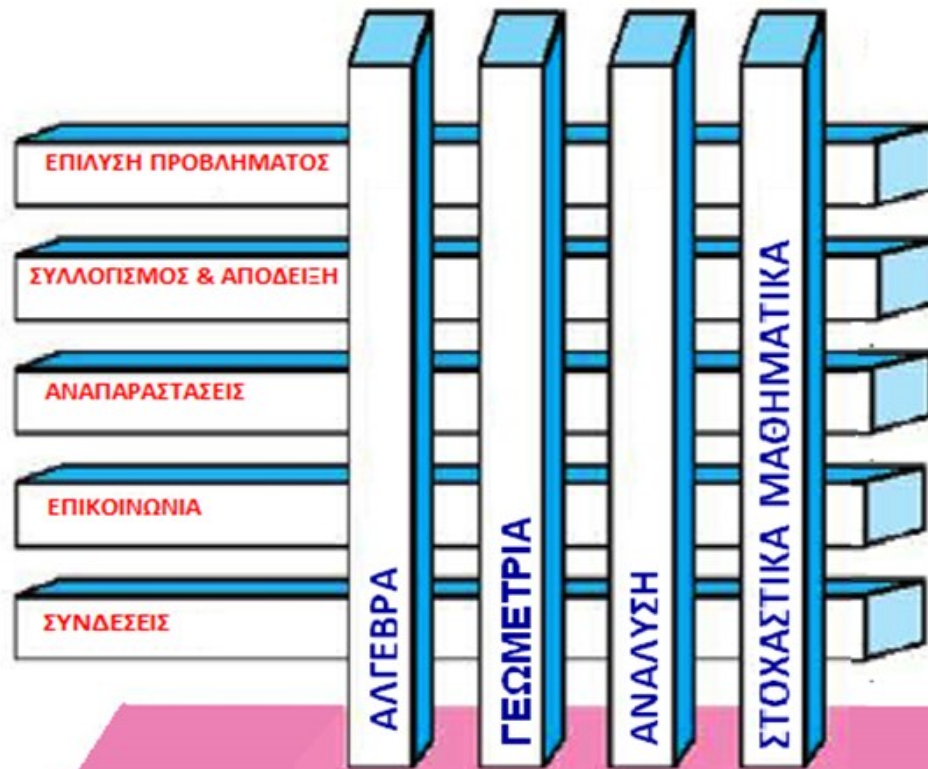 ΕΠΙΛΥΣΗ ΠΡΟΒΛΗΜΑΤΟΣ
ΣΥΛΛΟΓΙΣΜΟΣ & ΑΠΟΔΕΙΞΗ
ΑΝΑΠΑΡΑΣΤΑΣΕΙΣ
ΕΠΙΚΟΙΝΩΝΙΑ
ΣΥΝΔΕΣΕΙΣ
ΑΛΓΕΒΡΑ
ΓΕΩΜΕΤΡΙΑ
ΑΝΑΛΥΣΗ
ΣΤΟΧΑΣΤΙΚΑ ΜΑΘΗΜΑΤΙΚΑ